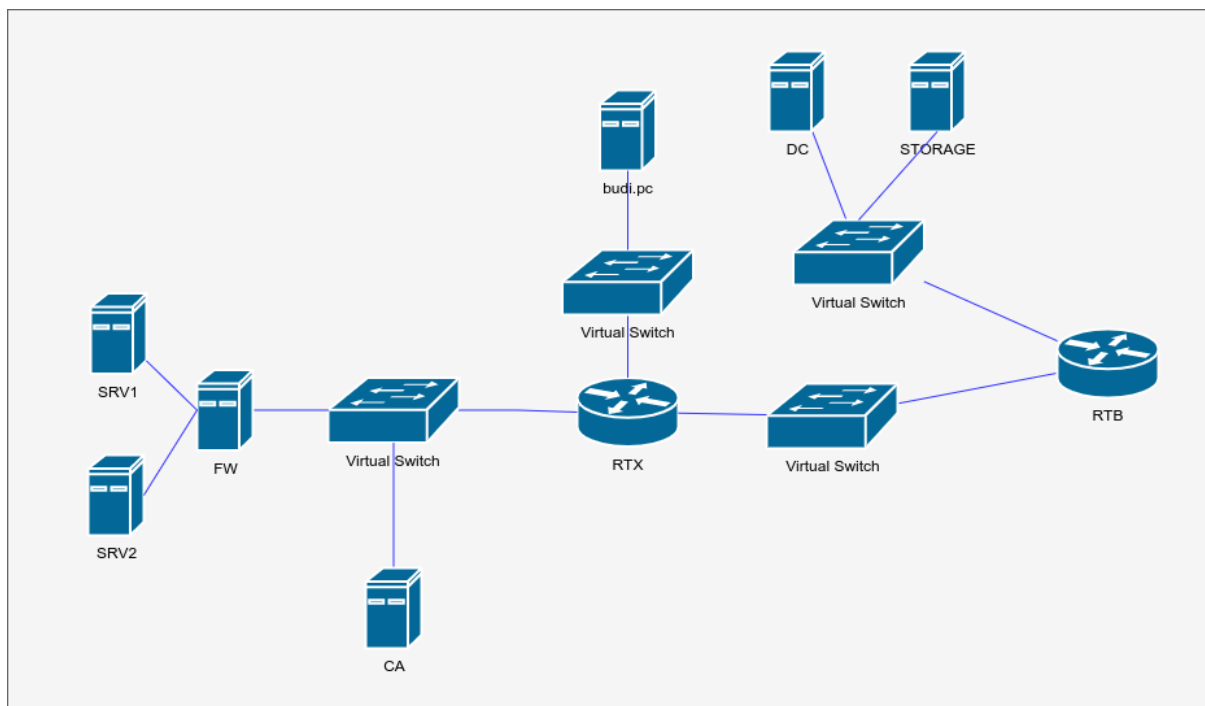 DC
STORAGE
budi.pc
Virtual Switch
Virtual Switch
SRV1
RTB
FW
Virtual Switch
RTX
Virtual Switch
SRV2
CA